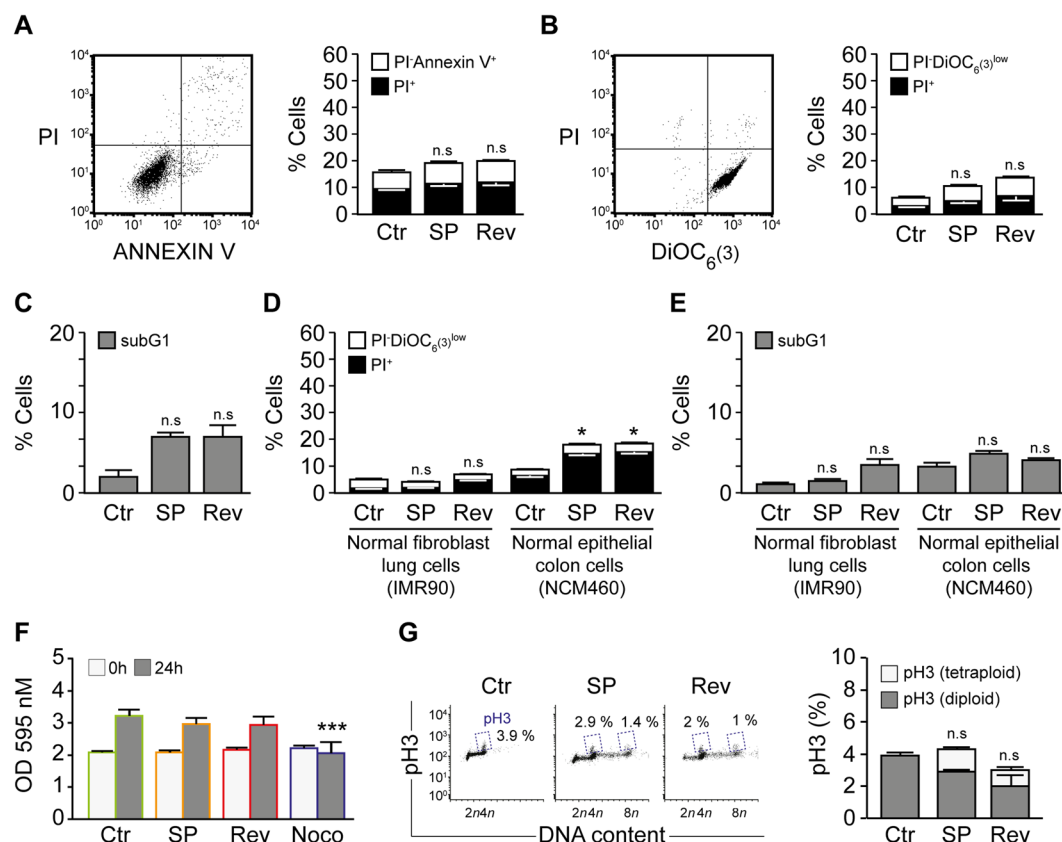 A
PI
10⁴
10³
10²
10¹
10⁰
10⁰ 10¹ 10² 10³ 10⁴
ANNEXIN V
% Cells
60
50
40
30
20
10
0
PI⁻Annexin V⁺
PI⁺
n.s n.s
Ctr SP Rev
B
PI
10⁴
10³
10²
10¹
10⁰
10⁰ 10¹ 10² 10³ 10⁴
DiOC₆(3)
% Cells
60
50
40
30
20
10
0
PI⁻DiOC₆(3)ˡᵒʷ
PI⁺
n.s n.s
Ctr SP Rev
C
% Cells
20
10
0
subG1
n.s n.s
Ctr SP Rev
D
% Cells
60
50
40
30
20
10
0
PI⁻DiOC₆(3)ˡᵒʷ
PI⁺
n.s n.s * *
Ctr SP Rev Ctr SP Rev
Normal fibroblast
lung cells
(IMR90)
Normal epithelial
colon cells
(NCM460)
E
% Cells
20
10
0
subG1
n.s n.s n.s n.s
Ctr SP Rev Ctr SP Rev
Normal fibroblast
lung cells
(IMR90)
Normal epithelial
colon cells
(NCM460)
F
OD 595 nM
5
4
3
2
1
0
0h 24h
***
Ctr SP Rev Noco
G
Ctr SP Rev
pH3
10⁴
10³
10²
10¹
10⁰
pH3
3.9 %
2.9 % 1.4 %
2 % 1 %
2n4n 2n4n 8n 2n4n 8n
DNA content
pH3 (%)
10
8
6
4
2
0
pH3 (tetraploid)
pH3 (diploid)
n.s n.s
Ctr SP Rev